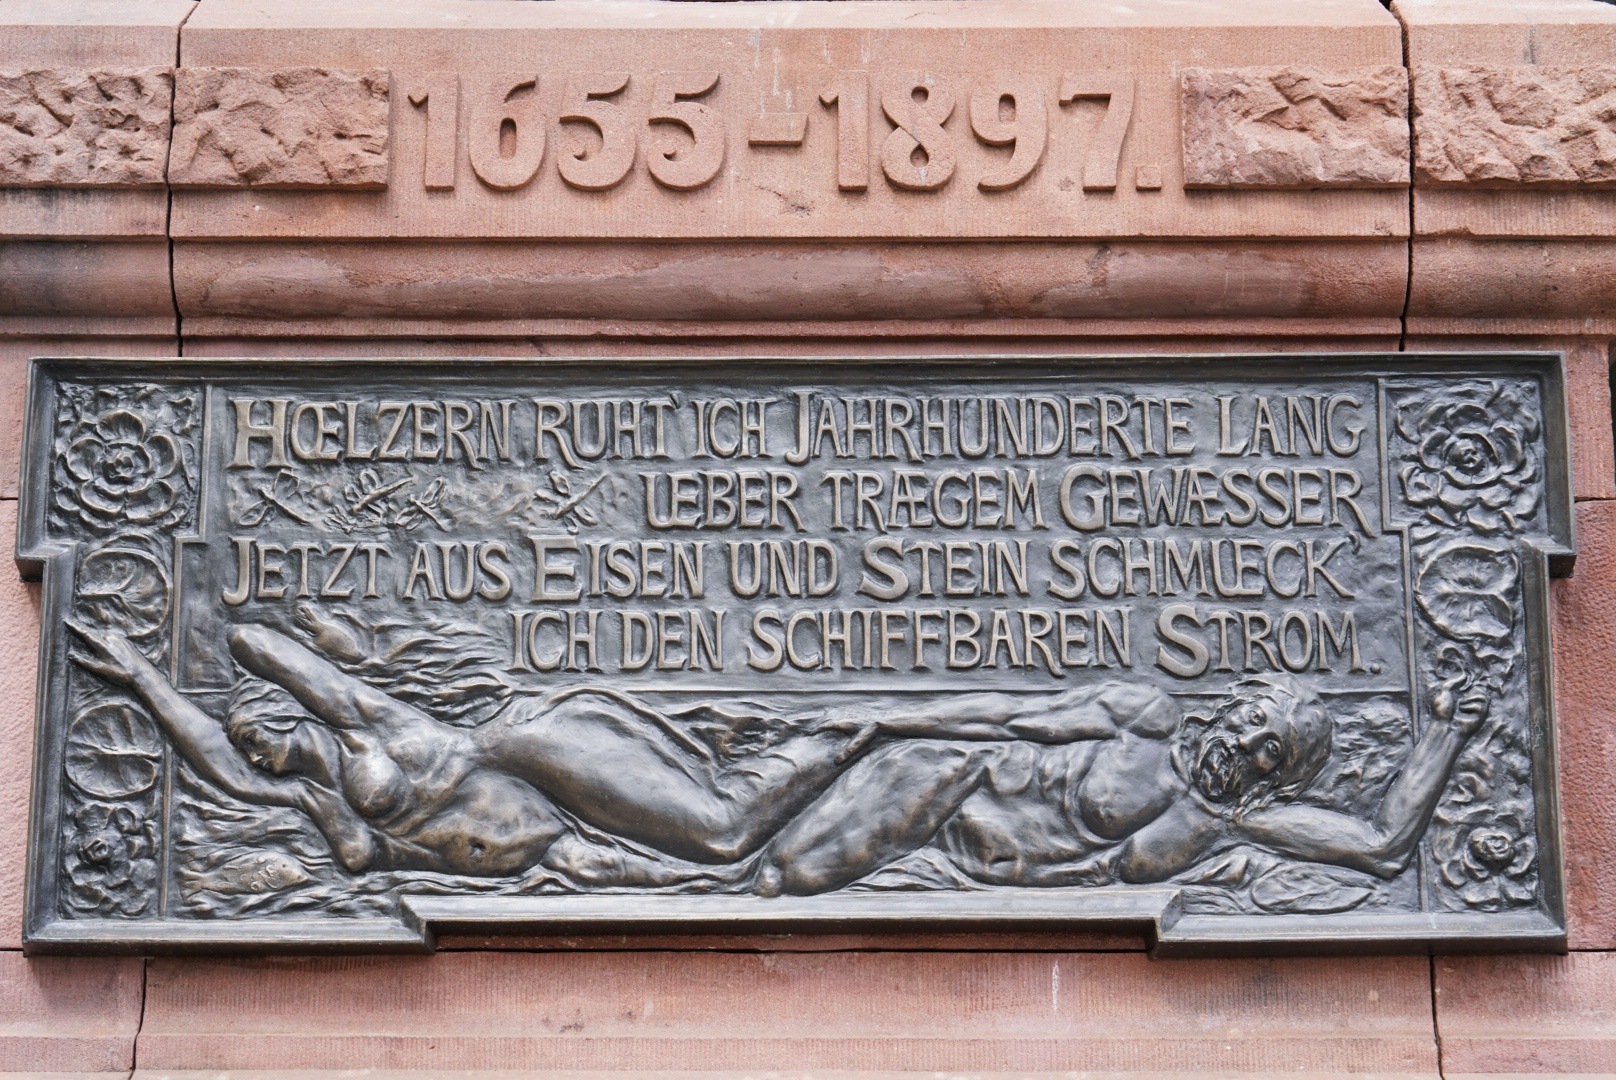 1655-1897.
HŒLZERN RUHT' ICH JAHRHUNDERTE LANG
UEBER TRÆGEM GEWÆSSER
JETZT AUS EISEN UND STEIN SCHMUECK'
ICH DEN SCHIFFBAREN STROM.